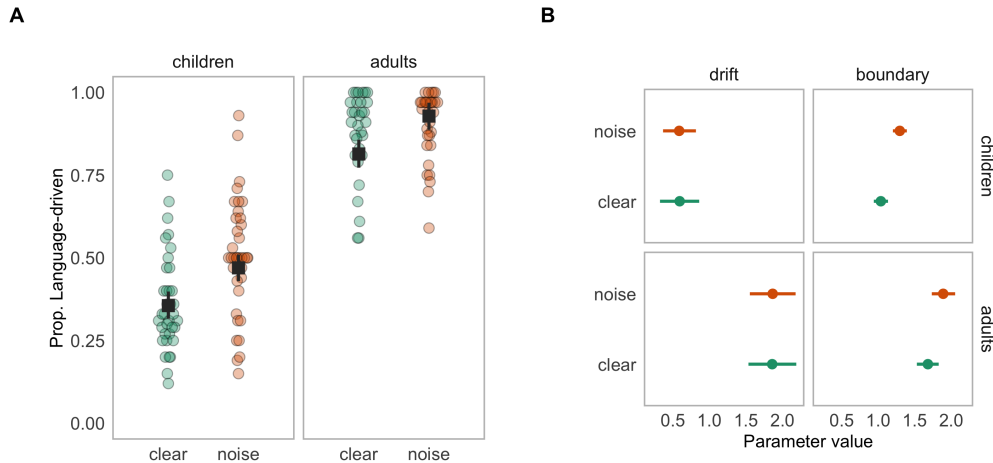 A
children adults
Prop. Language-driven
1.00
0.75
0.50
0.25
0.00
clear noise clear noise
B
drift boundary
noise
clear
children
noise
clear
adults
0.5 1.0 1.5 2.0 0.5 1.0 1.5 2.0
Parameter value